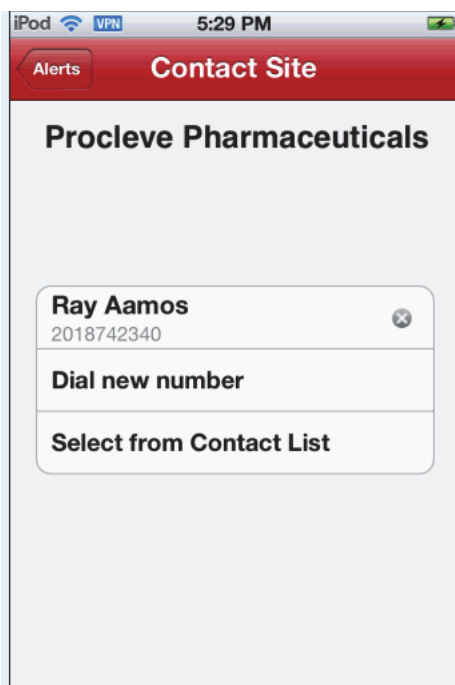 iPod VPN 5:29 PM
Alerts Contact Site
Procleve Pharmaceuticals
Ray Aamos
2018742340
Dial new number
Select from Contact List